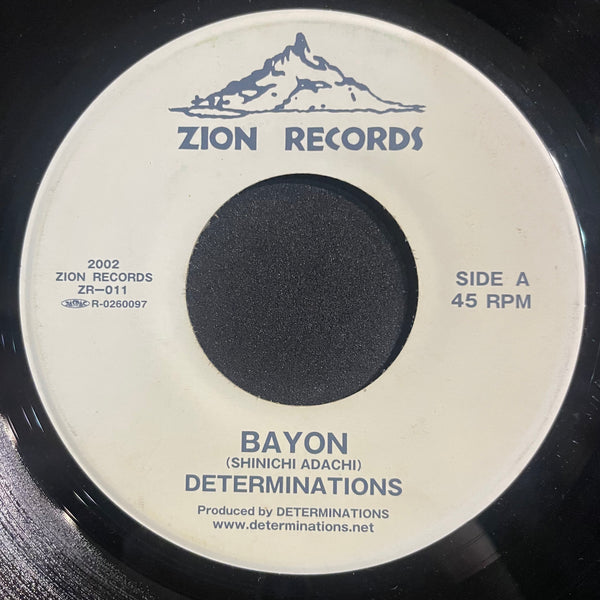 ZION RECORDS
2002
ZION RECORDS
ZR-011
R-0260097
SIDE A
45 RPM
BAYON
(SHINICHI ADACHI)
DETERMINATIONS
Produced by DETERMINATIONS
www.determinations.net